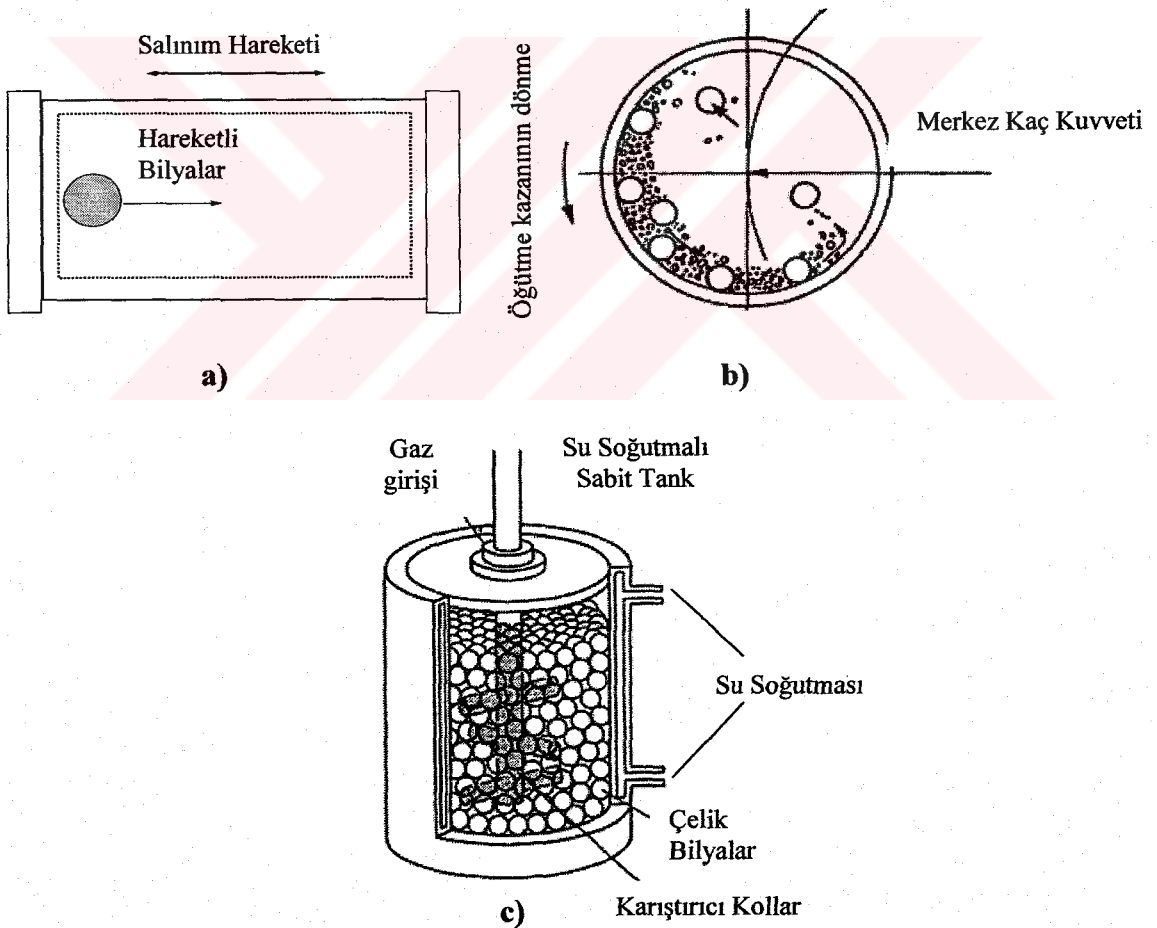 Salınım Hareketi
Hareketli
Bilyalar
a)
Öğütme kazanının dönme
Merkez Kaç Kuvveti
b)
Gaz
girişi
Su Soğutmalı
Sabit Tank
Su Soğutması
Çelik
Bilyalar
Karıştırıcı Kollar
c)